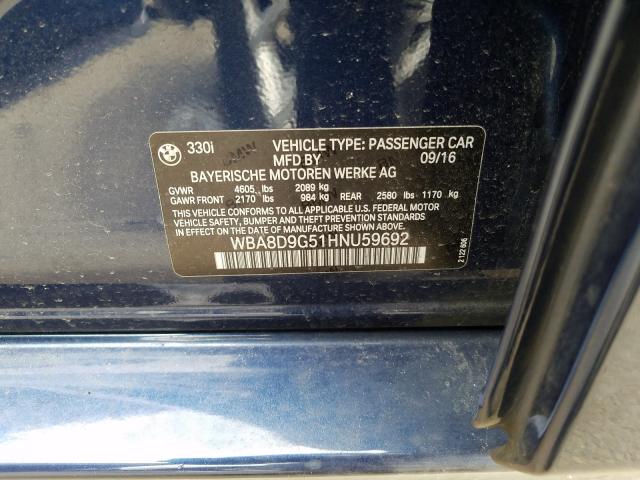 330i VEHICLE TYPE: PASSENGER CAR
MFD BY 09/16
BAYERISCHE MOTOREN WERKE AG
GVWR 4605 lbs 2089 kg
GAWR FRONT 2170 lbs 984 kg REAR 2580 lbs 1170 kg
THIS VEHICLE CONFORMS TO ALL APPLICABLE U.S. FEDERAL MOTOR
VEHICLE SAFETY, BUMPER AND THEFT PREVENTION STANDARDS
IN EFFECT ON THE DATE OF MANUFACTURE SHOWN ABOVE.
WBA8D9G51HNU59692